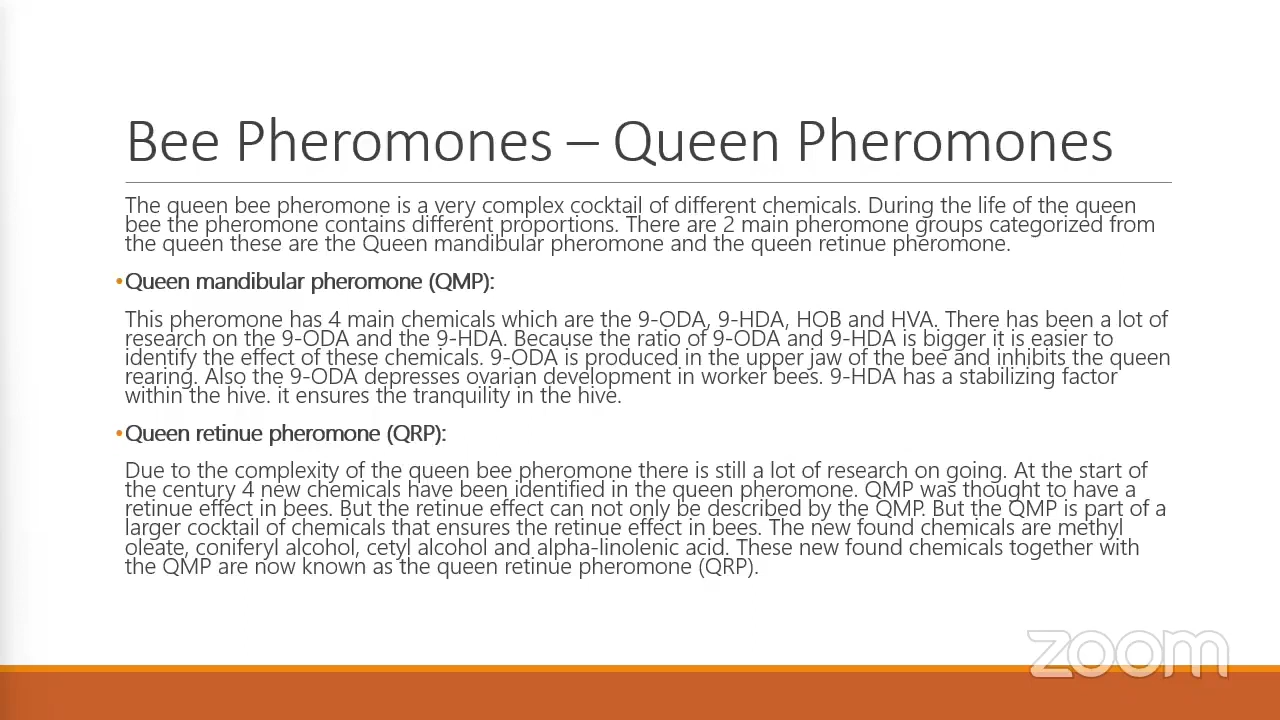 Bee Pheromones – Queen Pheromones
The queen bee pheromone is a very complex cocktail of different chemicals. During the life of the queen
bee the pheromone contains different proportions. There are 2 main pheromone groups categorized from
the queen these are the Queen mandibular pheromone and the queen retinue pheromone.
•Queen mandibular pheromone (QMP):
This pheromone has 4 main chemicals which are the 9-ODA, 9-HDA, HOB and HVA. There has been a lot of
research on the 9-ODA and the 9-HDA. Because the ratio of 9-ODA and 9-HDA is bigger it is easier to
identify the effect of these chemicals. 9-ODA is produced in the upper jaw of the bee and inhibits the queen
rearing. Also the 9-ODA depresses ovarian development in worker bees. 9-HDA has a stabilizing factor
within the hive. it ensures the tranquility in the hive.
•Queen retinue pheromone (QRP):
Due to the complexity of the queen bee pheromone there is still a lot of research on going. At the start of
the century 4 new chemicals have been identified in the queen pheromone. QMP was thought to have a
retinue effect in bees. But the retinue effect can not only be described by the QMP. But the QMP is part of a
larger cocktail of chemicals that ensures the retinue effect in bees. The new found chemicals are methyl
oleate, coniferyl alcohol, cetyl alcohol and alpha-linolenic acid. These new found chemicals together with
the QMP are now known as the queen retinue pheromone (QRP).
zoom